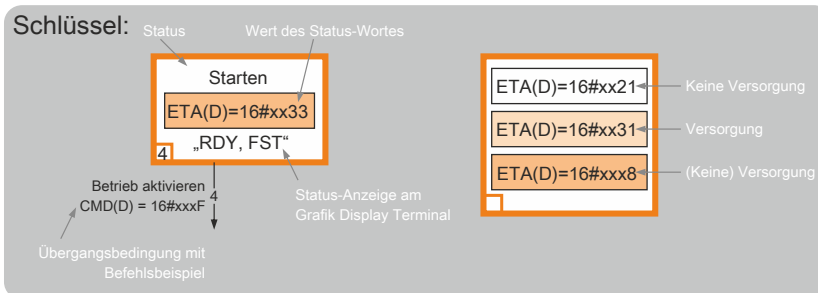 Schlüssel:
Status
Wert des Status-Wortes
Starten
ETA(D)=16#xx33
„RDY, FST“
4
Betrieb aktivieren
CMD(D) = 16#xxxF
4
Status-Anzeige am
Grafik Display Terminal
Übergangsbedingung mit
Befehlsbeispiel
ETA(D)=16#xx21
Keine Versorgung
ETA(D)=16#xx31
Versorgung
ETA(D)=16#xxx8
(Keine) Versorgung